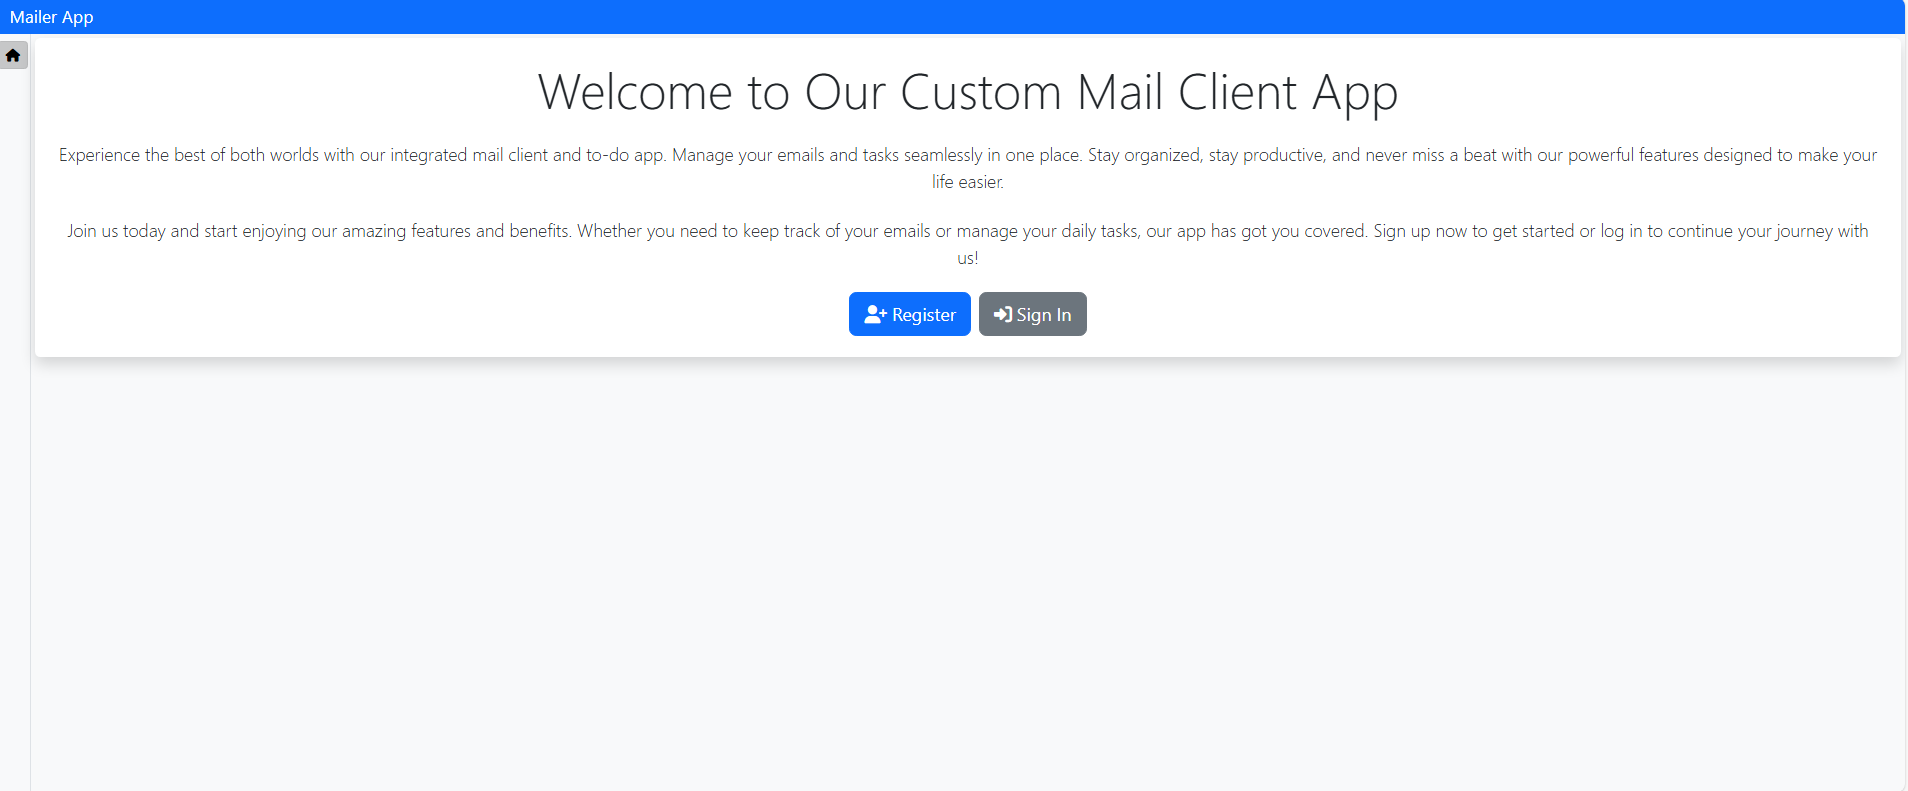 Mailer App
Welcome to Our Custom Mail Client App
Experience the best of both worlds with our integrated mail client and to-do app. Manage your emails and tasks seamlessly in one place. Stay organized, stay productive, and never miss a beat with our powerful features designed to make your
life easier.
Join us today and start enjoying our amazing features and benefits. Whether you need to keep track of your emails or manage your daily tasks, our app has got you covered. Sign up now to get started or log in to continue your journey with
us!
Register Sign In